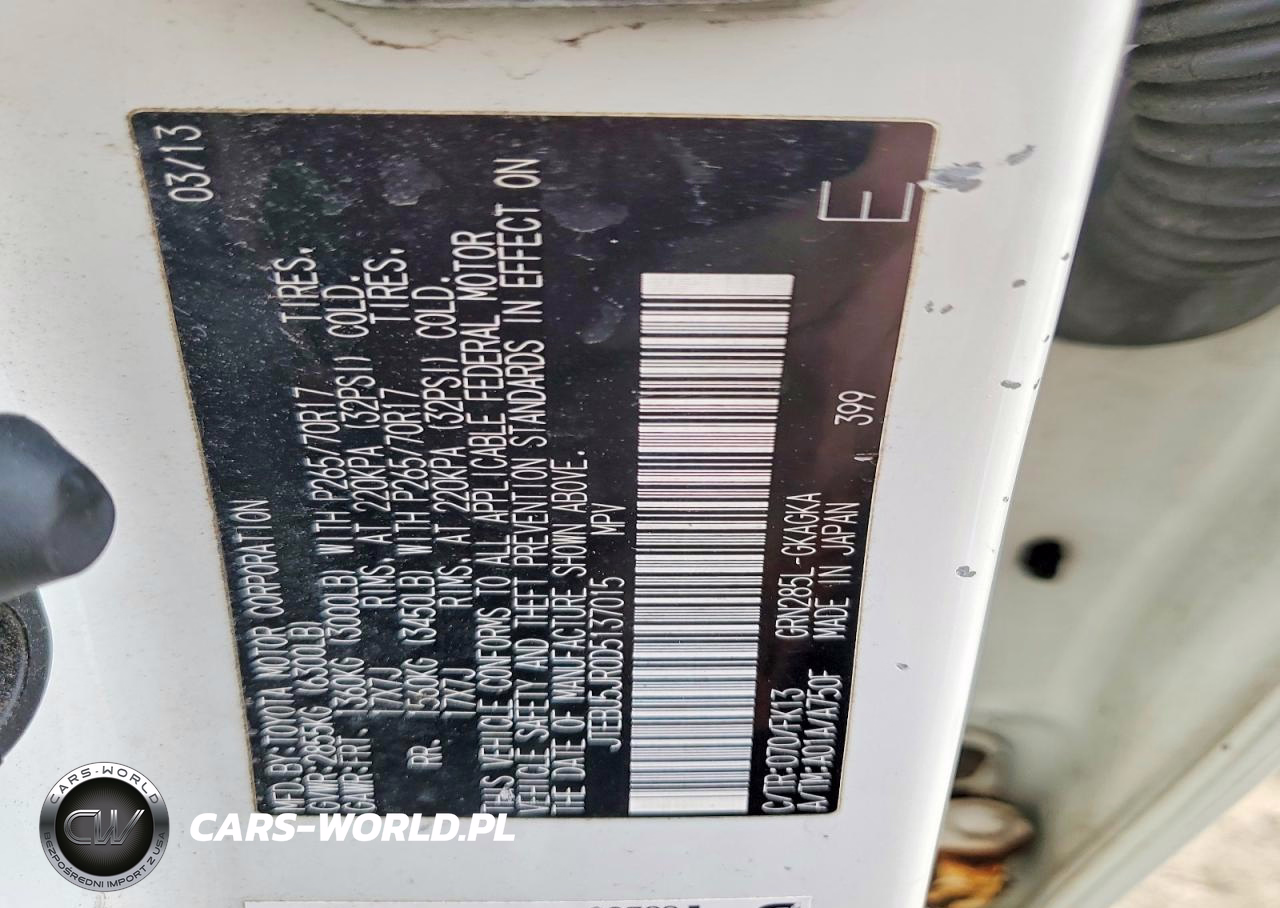 MFD.BY:TOYOTA MOTOR CORPORATION 03/13
GVWR:2855KG (6300LB)
GAWR:FRT. 1360KG (3000LB) WITH P265/70R17 TIRES.
17X7J RIMS. AT 220KPA (32PSI) COLD.
RR. 1560KG (3450LB) WITH P265/70R17 TIRES.
17X7J RIMS. AT 220KPA (32PSI) COLD.
THIS VEHICLE CONFORMS TO ALL APPLICABLE FEDERAL MOTOR
VEHICLE SAFETY AND THEFT PREVENTION STANDARDS IN EFFECT ON
THE DATE OF MANUFACTURE SHOWN ABOVE.
JTEBU5JR0D5137015 MPV
C/TR:070/FK13 GRN285L-GKAGKA 399
A/TM:A01A/A750F MADE IN JAPAN
E
CARS-WORLD
CW
BEZPOŚREDNI IMPORT Z USA
CARS-WORLD.PL